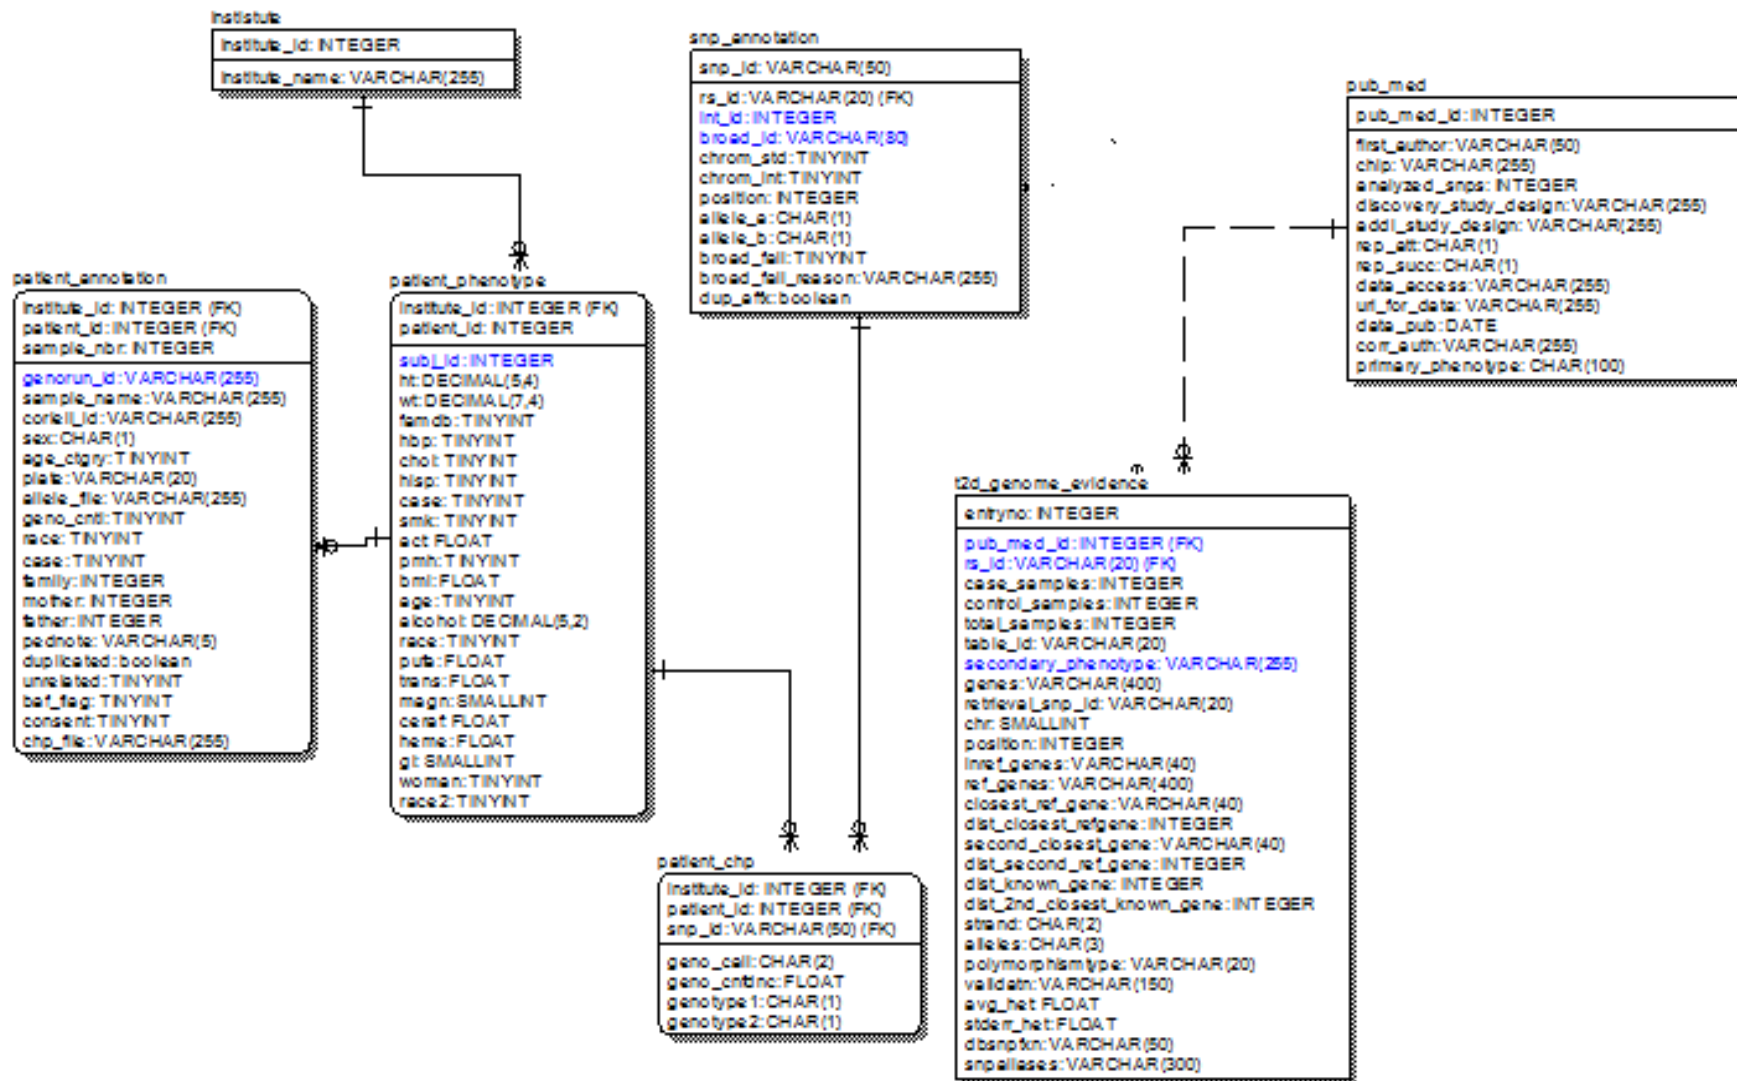 Institute
institute_id: INTEGER
institute_name: VARCHAR(255)
snp_annotation
snp_id: VARCHAR(50)
rs_id: VARCHAR(20) (FK)
int_id: INTEGER
broad_id: VARCHAR(80)
chrom_std: TINYINT
chrom_int: TINYINT
position: INTEGER
allele_a: CHAR(1)
allele_b: CHAR(1)
broad_fail: TINYINT
broad_fail_reason: VARCHAR(255)
dup_affx: boolean
pub_med
pub_med_id: INTEGER
first_author: VARCHAR(50)
chip: VARCHAR(255)
analyzed_snps: INTEGER
discovery_study_design: VARCHAR(255)
addl_study_design: VARCHAR(255)
rep_att: CHAR(1)
rep_succ: CHAR(1)
data_access: VARCHAR(255)
url_for_data: VARCHAR(255)
data_pub: DATE
corr_auth: VARCHAR(255)
primary_phenotype: CHAR(100)
patient_annotation
institute_id: INTEGER (FK)
patient_id: INTEGER (FK)
sample_nbr: INTEGER
genorun_id: VARCHAR(255)
sample_name: VARCHAR(255)
coriell_id: VARCHAR(255)
sex: CHAR(1)
age_ctgry: TINYINT
plate: VARCHAR(20)
allele_file: VARCHAR(255)
geno_cntl: TINYINT
race: TINYINT
case: TINYINT
family: INTEGER
mother: INTEGER
father: INTEGER
pednote: VARCHAR(5)
duplicated: boolean
unrelated: TINYINT
baf_flag: TINYINT
consent: TINYINT
chp_file: VARCHAR(255)
patient_phenotype
institute_id: INTEGER (FK)
patient_id: INTEGER
subj_id: INTEGER
ht: DECIMAL(5,4)
wt: DECIMAL(7,4)
famdb: TINYINT
hbp: TINYINT
chol: TINYINT
hisp: TINYINT
case: TINYINT
smk: TINYINT
act: FLOAT
pmh: TINYINT
bmi: FLOAT
age: TINYINT
alcohol: DECIMAL(5,2)
race: TINYINT
pufa: FLOAT
trans: FLOAT
magn: SMALLINT
ceraf: FLOAT
heme: FLOAT
gl: SMALLINT
woman: TINYINT
race2: TINYINT
patient_chp
institute_id: INTEGER (FK)
patient_id: INTEGER (FK)
snp_id: VARCHAR(50) (FK)
geno_call: CHAR(2)
geno_cnfdnc: FLOAT
genotype1: CHAR(1)
genotype2: CHAR(1)
t2d_genome_evidence
entryno: INTEGER
pub_med_id: INTEGER (FK)
rs_id: VARCHAR(20) (FK)
case_samples: INTEGER
control_samples: INTEGER
total_samples: INTEGER
table_id: VARCHAR(20)
secondary_phenotype: VARCHAR(255)
genes: VARCHAR(400)
retrieval_snp_id: VARCHAR(20)
chr: SMALLINT
position: INTEGER
inref_genes: VARCHAR(40)
ref_genes: VARCHAR(400)
closest_ref_gene: VARCHAR(40)
dist_closest_refgene: INTEGER
second_closest_gene: VARCHAR(40)
dist_second_ref_gene: INTEGER
dist_known_gene: INTEGER
dist_2nd_closest_known_gene: INTEGER
strand: CHAR(2)
alleles: CHAR(3)
polymorphismtype: VARCHAR(20)
validatn: VARCHAR(150)
avg_het: FLOAT
stderr_het: FLOAT
dbsnpfxn: VARCHAR(50)
snpaliases: VARCHAR(300)